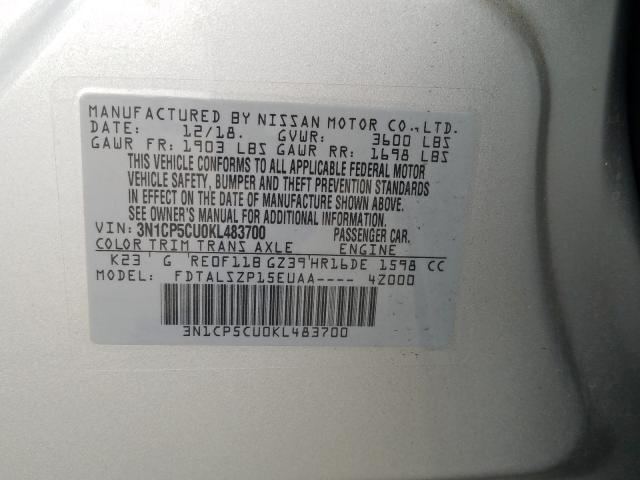 MANUFACTURED BY NISSAN MOTOR CO.,LTD.
DATE: 12/18. GVWR: 3600 LBS
GAWR FR: 1903 LBS GAWR RR: 1698 LBS
THIS VEHICLE CONFORMS TO ALL APPLICABLE FEDERAL MOTOR
VEHICLE SAFETY, BUMPER AND THEFT PREVENTION STANDARDS
IN EFFECT ON THE DATE OF MANUFACTURE SHOWN ABOVE.
SEE OWNER'S MANUAL FOR ADDITIONAL INFORMATION.
VIN: 3N1CP5CU0KL483700 PASSENGER CAR.
COLOR TRIM TRANS AXLE ENGINE
K23 ' G 'RE0F11B GZ39'HR16DE 1598 CC
MODEL: FDTALSZP15EUAA---- 4Z000
3N1CP5CU0KL483700